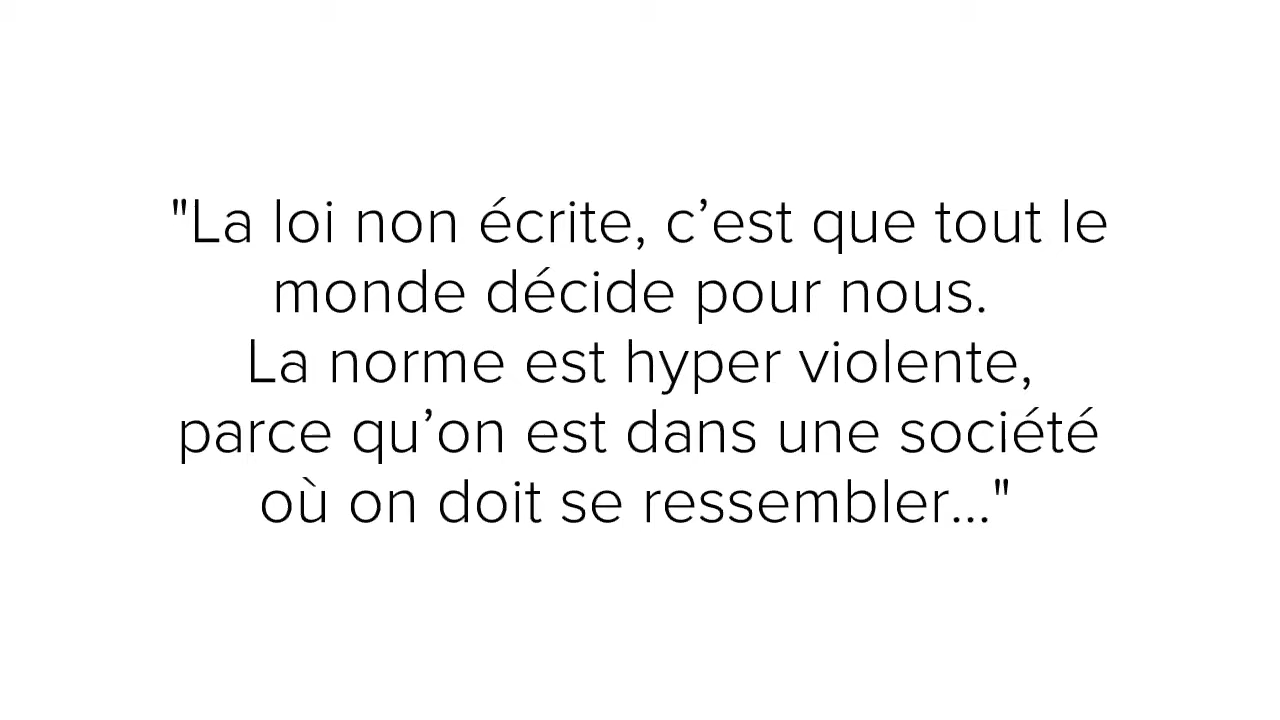 "La loi non écrite, c’est que tout le
monde décide pour nous.
La norme est hyper violente,
parce qu’on est dans une société
où on doit se ressembler..."